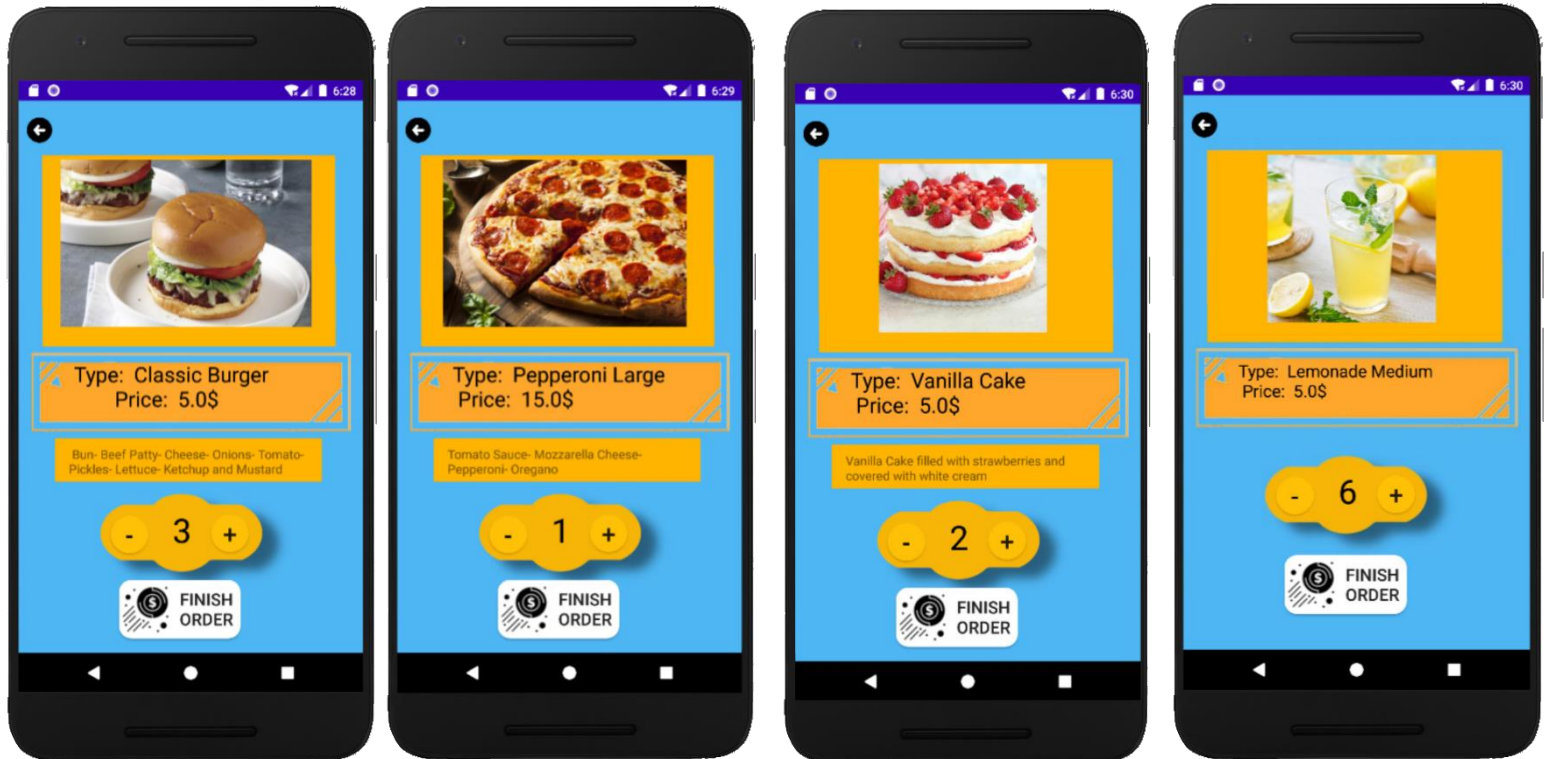 6:28
Type: Classic Burger
Price: 5.0$
Bun- Beef Patty- Cheese- Onions- Tomato-
Pickles- Lettuce- Ketchup and Mustard
- 3 +
FINISH
ORDER
6:29
Type: Pepperoni Large
Price: 15.0$
Tomato Sauce- Mozzarella Cheese-
Pepperoni- Oregano
- 1 +
FINISH
ORDER
6:30
Type: Vanilla Cake
Price: 5.0$
Vanilla Cake filled with strawberries and
covered with white cream
- 2 +
FINISH
ORDER
6:30
Type: Lemonade Medium
Price: 5.0$
- 6 +
FINISH
ORDER